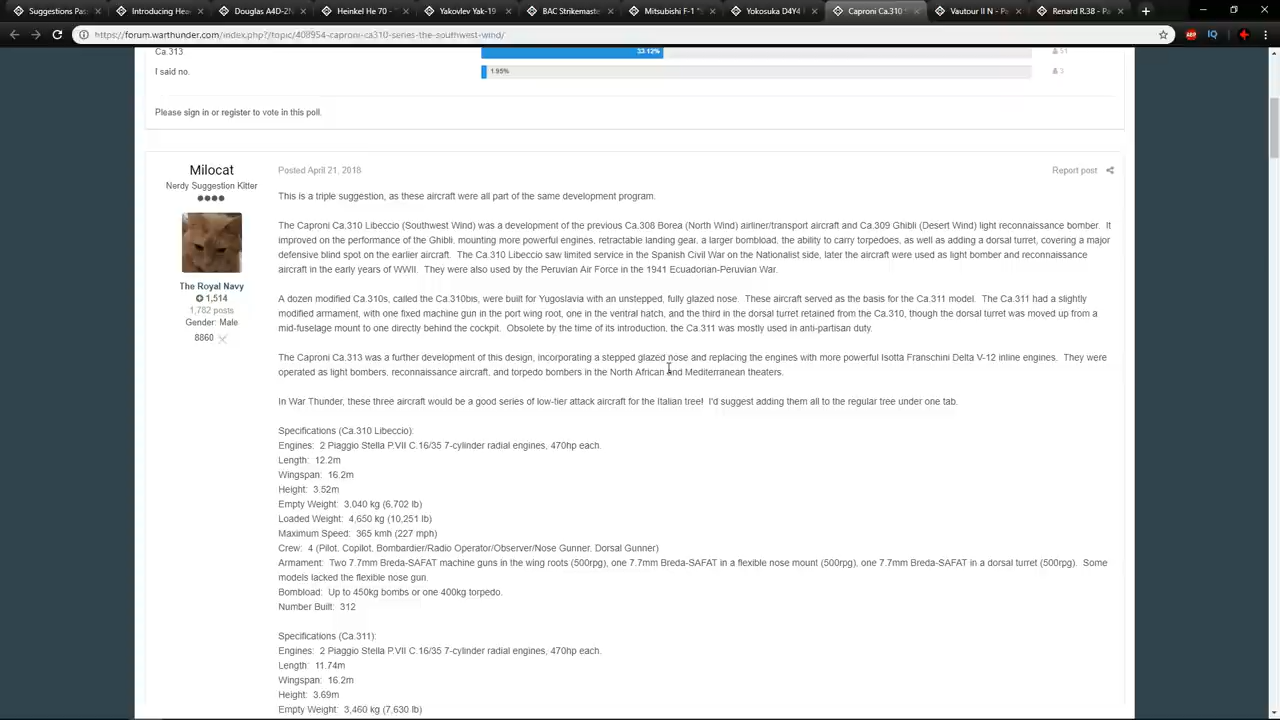 Suggestions - Passed
Introducing Hea
Douglas A4D-2N
Heinkel He 70 -
Yakovlev Yak-19
BAC Strikemaste
Mitsubishi F-1 "
Yokosuka D4Y4
Caproni Ca.310
Vautour II N - Pa
Renard R.38 - Pa
https://forum.warthunder.com/index.php?/topic/408954-caproni-ca310-series-the-southwest-wind/
IQ
Ca.313
33.12%
51
I said no.
1.95%
3
Please sign in or register to vote in this poll.
Milocat
Nerdy Suggestion Kitter
The Royal Navy
1,514
1,782 posts
Gender: Male
8860
Posted April 21, 2018
Report post
This is a triple suggestion, as these aircraft were all part of the same development program.
The Caproni Ca.310 Libeccio (Southwest Wind) was a development of the previous Ca.308 Borea (North Wind) airliner/transport aircraft and Ca.309 Ghibli (Desert Wind) light reconnaissance bomber. It
improved on the performance of the Ghibli, mounting more powerful engines, retractable landing gear, a larger bombload, the ability to carry torpedoes, as well as adding a dorsal turret, covering a major
defensive blind spot on the earlier aircraft. The Ca.310 Libeccio saw limited service in the Spanish Civil War on the Nationalist side, later the aircraft were used as light bomber and reconnaissance
aircraft in the early years of WWII. They were also used by the Peruvian Air Force in the 1941 Ecuadorian-Peruvian War.
A dozen modified Ca.310s, called the Ca.310bis, were built for Yugoslavia with an unstepped, fully glazed nose. These aircraft served as the basis for the Ca.311 model. The Ca.311 had a slightly
modified armament, with one fixed machine gun in the port wing root, one in the ventral hatch, and the third in the dorsal turret retained from the Ca.310, though the dorsal turret was moved up from a
mid-fuselage mount to one directly behind the cockpit. Obsolete by the time of its introduction, the Ca.311 was mostly used in anti-partisan duty.
The Caproni Ca.313 was a further development of this design, incorporating a stepped glazed nose and replacing the engines with more powerful Isotta Franschini Delta V-12 inline engines. They were
operated as light bombers, reconnaissance aircraft, and torpedo bombers in the North African and Mediterranean theaters.
In War Thunder, these three aircraft would be a good series of low-tier attack aircraft for the Italian tree! I'd suggest adding them all to the regular tree under one tab.
Specifications (Ca.310 Libeccio):
Engines: 2 Piaggio Stella P.VII C.16/35 7-cylinder radial engines, 470hp each.
Length: 12.2m
Wingspan: 16.2m
Height: 3.52m
Empty Weight: 3,040 kg (6,702 lb)
Loaded Weight: 4,650 kg (10,251 lb)
Maximum Speed: 365 kmh (227 mph)
Crew: 4 (Pilot, Copilot, Bombardier/Radio Operator/Observer/Nose Gunner, Dorsal Gunner)
Armament: Two 7.7mm Breda-SAFAT machine guns in the wing roots (500rpg), one 7.7mm Breda-SAFAT in a flexible nose mount (500rpg), one 7.7mm Breda-SAFAT in a dorsal turret (500rpg). Some
models lacked the flexible nose gun.
Bombload: Up to 450kg bombs or one 400kg torpedo.
Number Built: 312
Specifications (Ca.311):
Engines: 2 Piaggio Stella P.VII C.16/35 7-cylinder radial engines, 470hp each.
Length: 11.74m
Wingspan: 16.2m
Height: 3.69m
Empty Weight: 3,460 kg (7,630 lb)